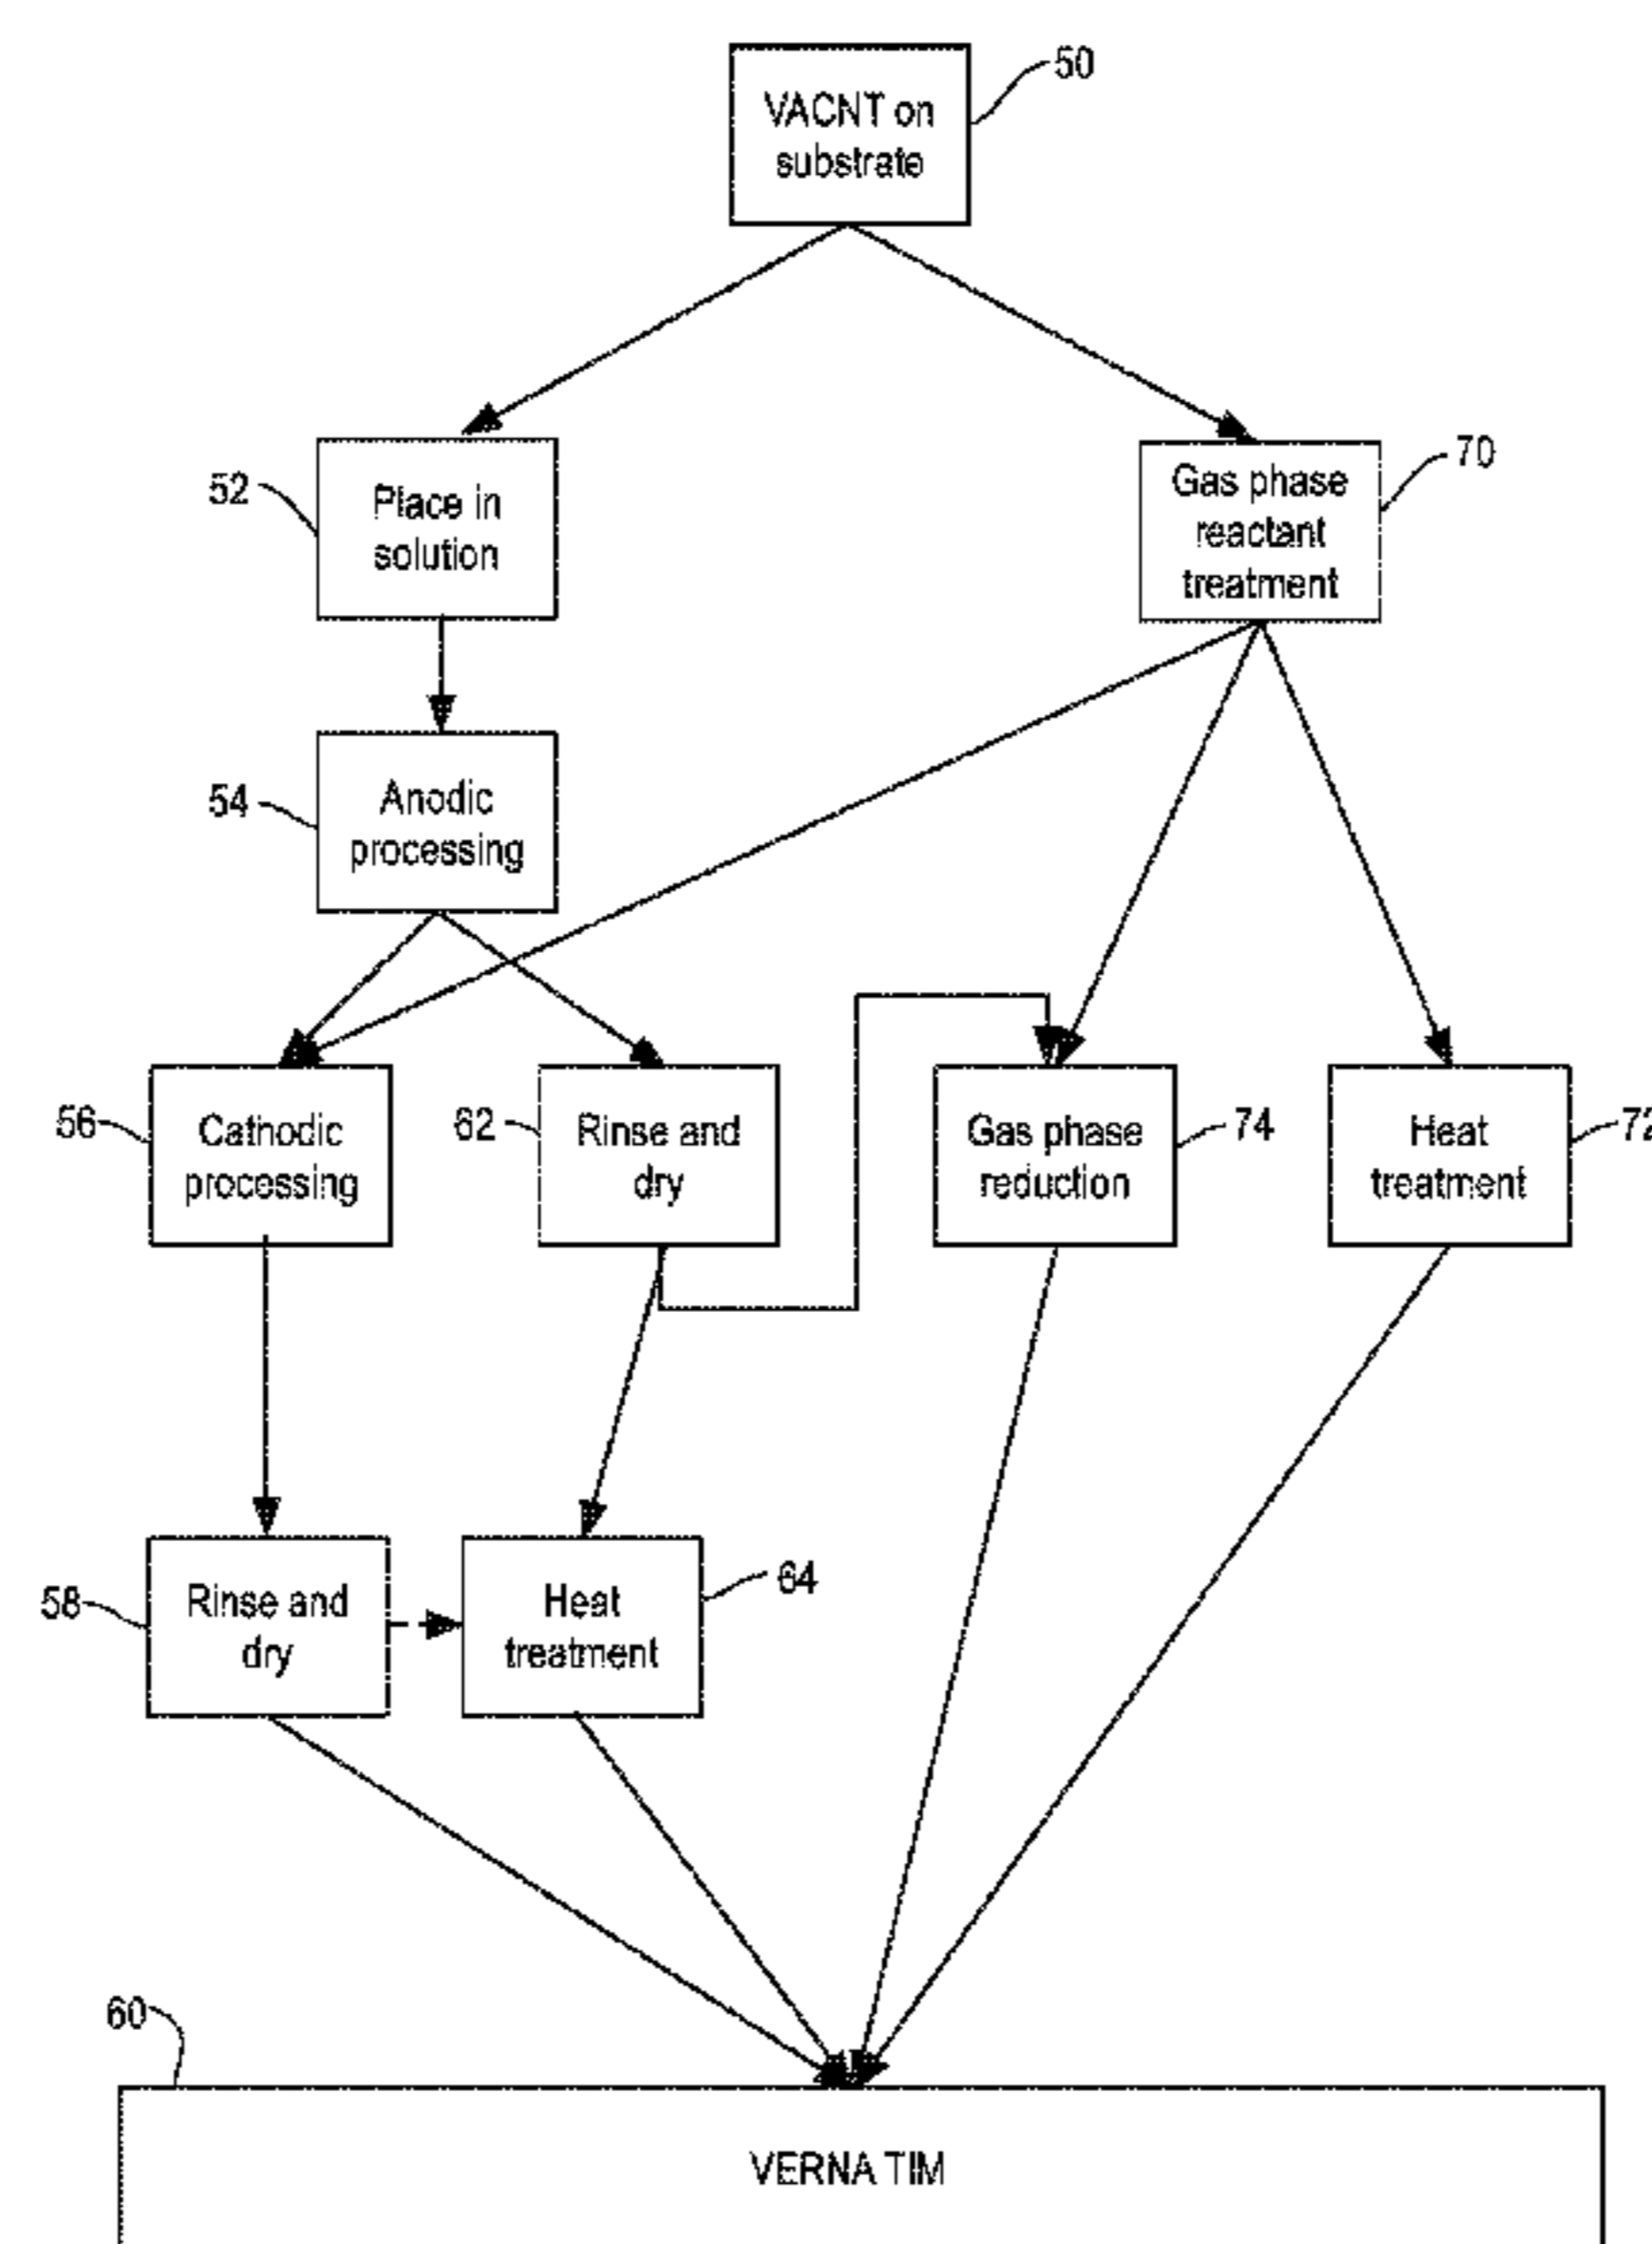 50
VACNT on
substrate
52
Place in
solution
70
Gas phase
reactant
treatment
54
Anodic
processing
56
Cathodic
processing
62
Rinse and
dry
Gas phase
reduction
74
Heat
treatment
72
58
Rinse and
dry
Heat
treatment
64
60
VERNA TIM